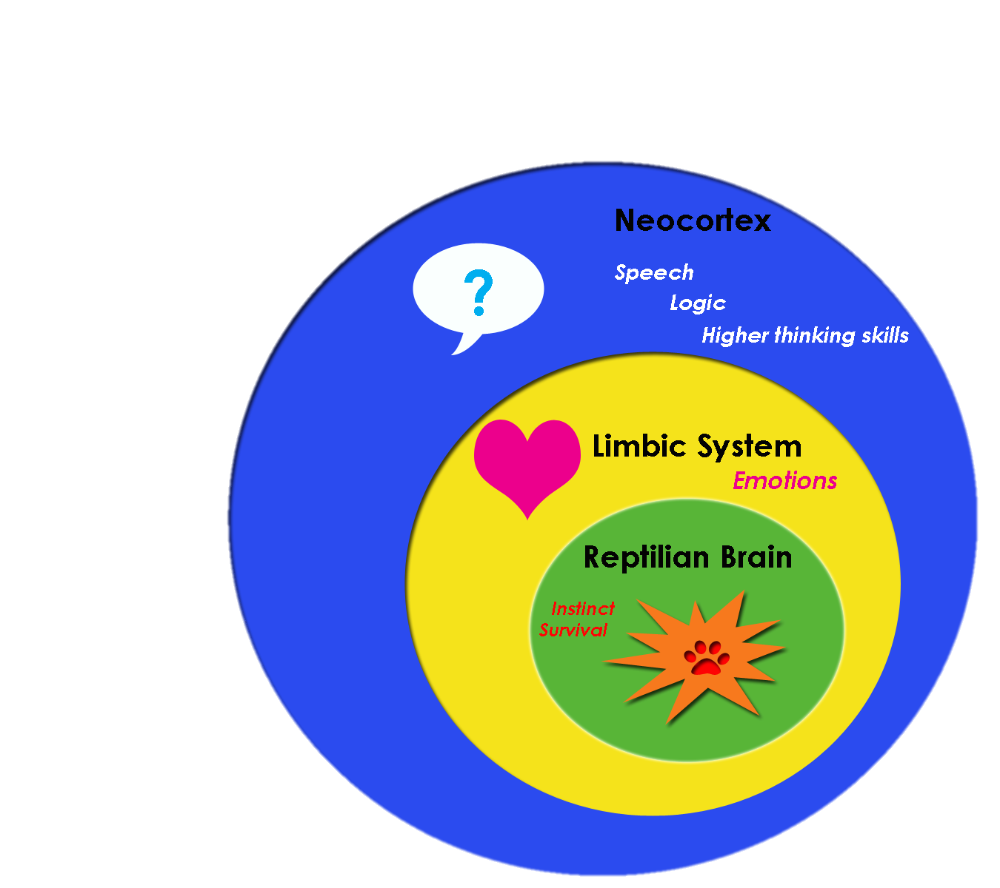 Neocortex
?
Speech
Logic
Higher thinking skills
Limbic System
Emotions
Reptilian Brain
Instinct
Survival